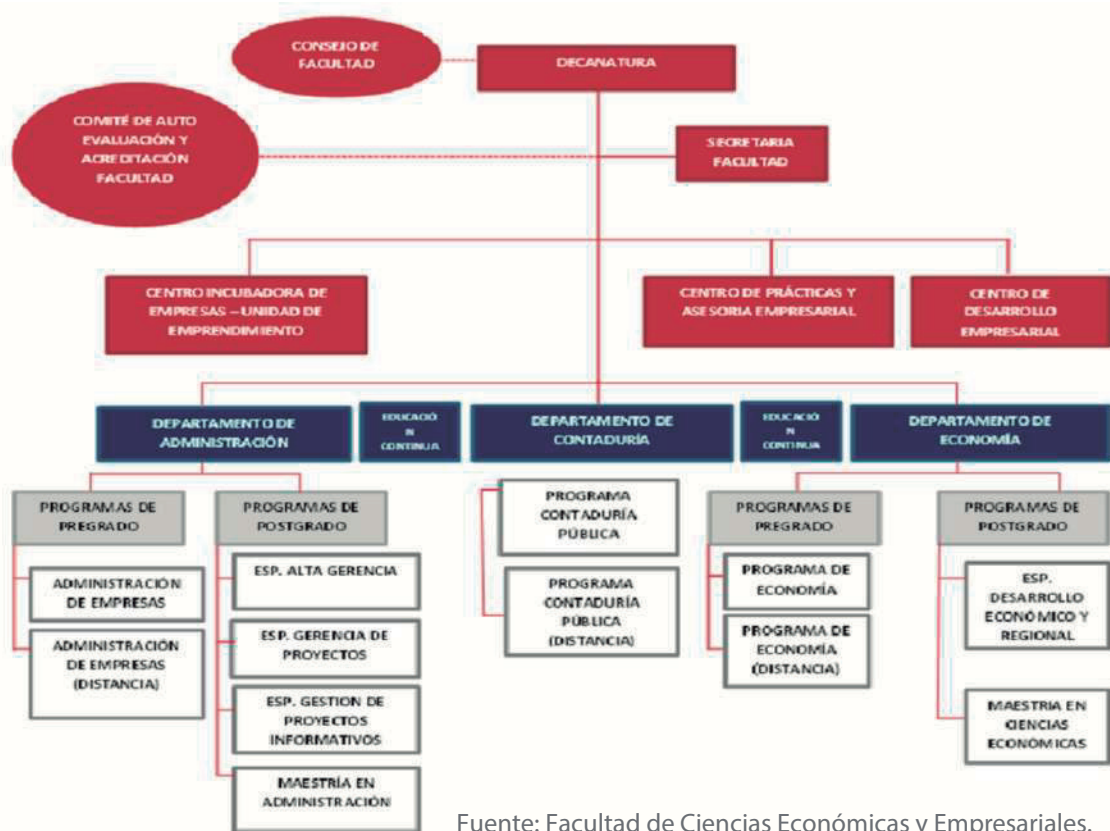 CONSEJO DE
FACULTAD
DECANATURA
COMITÉ DE AUTO
EVALUACIÓN Y
ACREDITACIÓN
FACULTAD
SECRETARIA
FACULTAD
CENTRO INCUBADORA DE
EMPRESAS – UNIDAD DE
EMPRENDIMIENTO
CENTRO DE PRÁCTICAS Y
ASESORIA EMPRESARIAL
CENTRO DE
DESARROLLO
EMPRESARIAL
DEPARTAMENTO DE
ADMINISTRACIÓN
EDUCACIÓ
N
CONTINUA
DEPARTAMENTO DE
CONTADURÍA
EDUCACIÓ
N
CONTINUA
DEPARTAMENTO DE
ECONOMÍA
PROGRAMAS DE
PREGRADO
ADMINISTRACIÓN
DE EMPRESAS
ADMINISTRACIÓN
DE EMPRESAS
(DISTANCIA)
PROGRAMAS DE
POSTGRADO
ESP. ALTA GERENCIA
ESP. GERENCIA DE
PROYECTOS
ESP. GESTION DE
PROYECTOS
INFORMATIVOS
MAESTRÍA EN
ADMINISTRACIÓN
PROGRAMA
CONTADURÍA
PÚBLICA
PROGRAMA
CONTADURÍA
PÚBLICA
(DISTANCIA)
PROGRAMAS DE
PREGRADO
PROGRAMA DE
ECONOMÍA
PROGRAMA DE
ECONOMÍA
(DISTANCIA)
PROGRAMAS DE
POSTGRADO
ESP.
DESARROLLO
ECONÓMICO Y
REGIONAL
MAESTRIA EN
CIENCIAS
ECONÓMICAS
Fuente: Facultad de Ciencias Económicas y Empresariales.